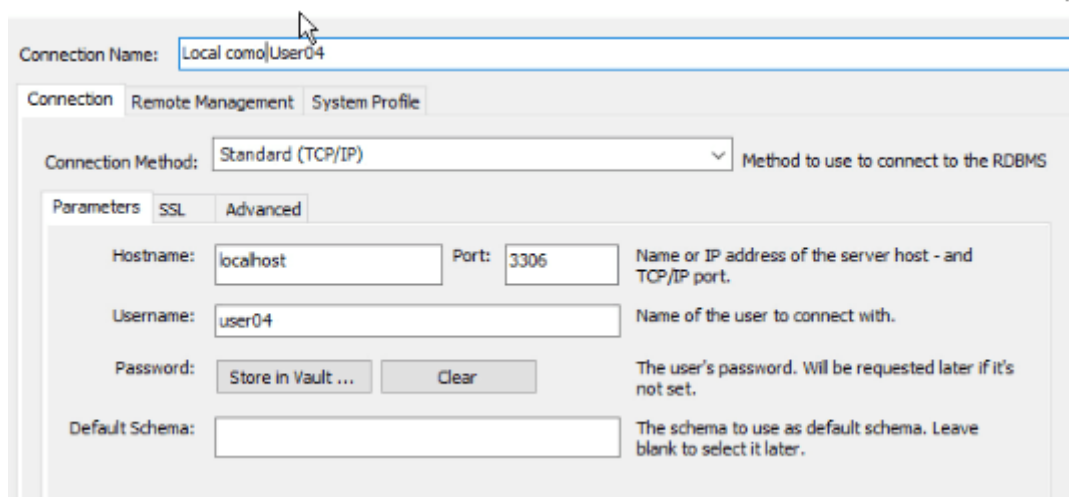 Connection Name: Local como User04
Connection Remote Management System Profile
Connection Method: Standard (TCP/IP) Method to use to connect to the RDBMS
Parameters SSL Advanced
Hostname: localhost Port: 3306 Name or IP address of the server host - and
TCP/IP port.
Username: user04 Name of the user to connect with.
Password: Store in Vault ... Clear The user's password. Will be requested later if it's
not set.
Default Schema: The schema to use as default schema. Leave
blank to select it later.